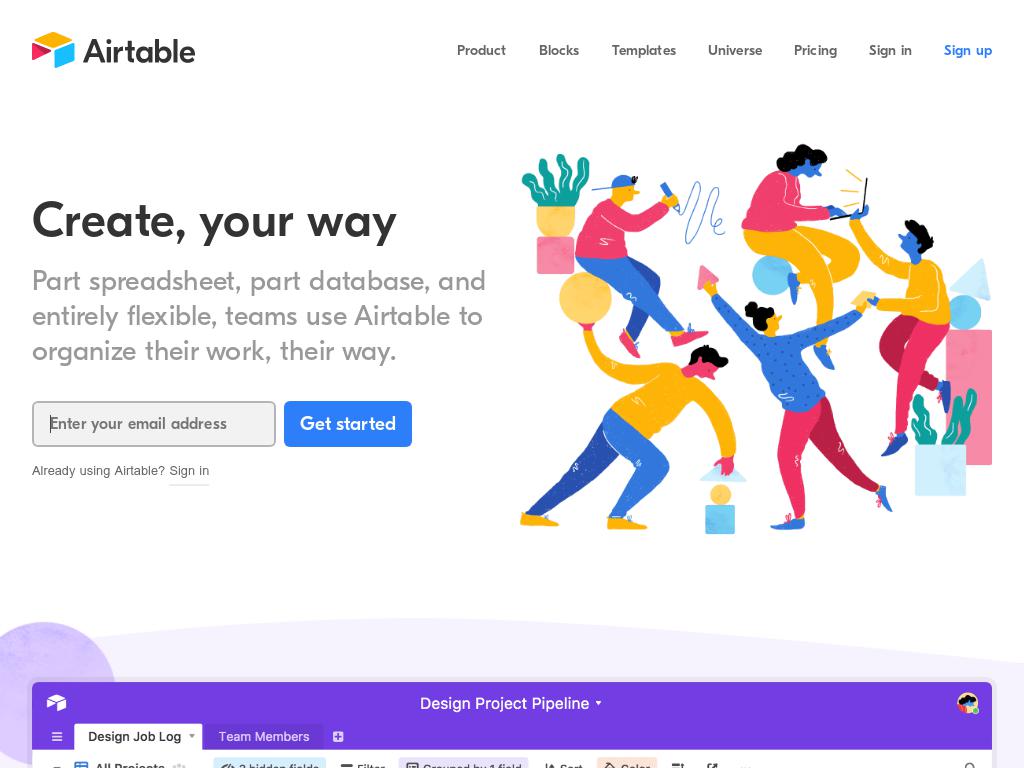 Airtable
Product Blocks Templates Universe Pricing Sign in Sign up
Create, your way
Part spreadsheet, part database, and
entirely flexible, teams use Airtable to
organize their work, their way.
Enter your email address
Get started
Already using Airtable? Sign in
Design Project Pipeline
Design Job Log Team Members
All Projects 3 hidden fields Filter Grouped by 1 field Sort Color